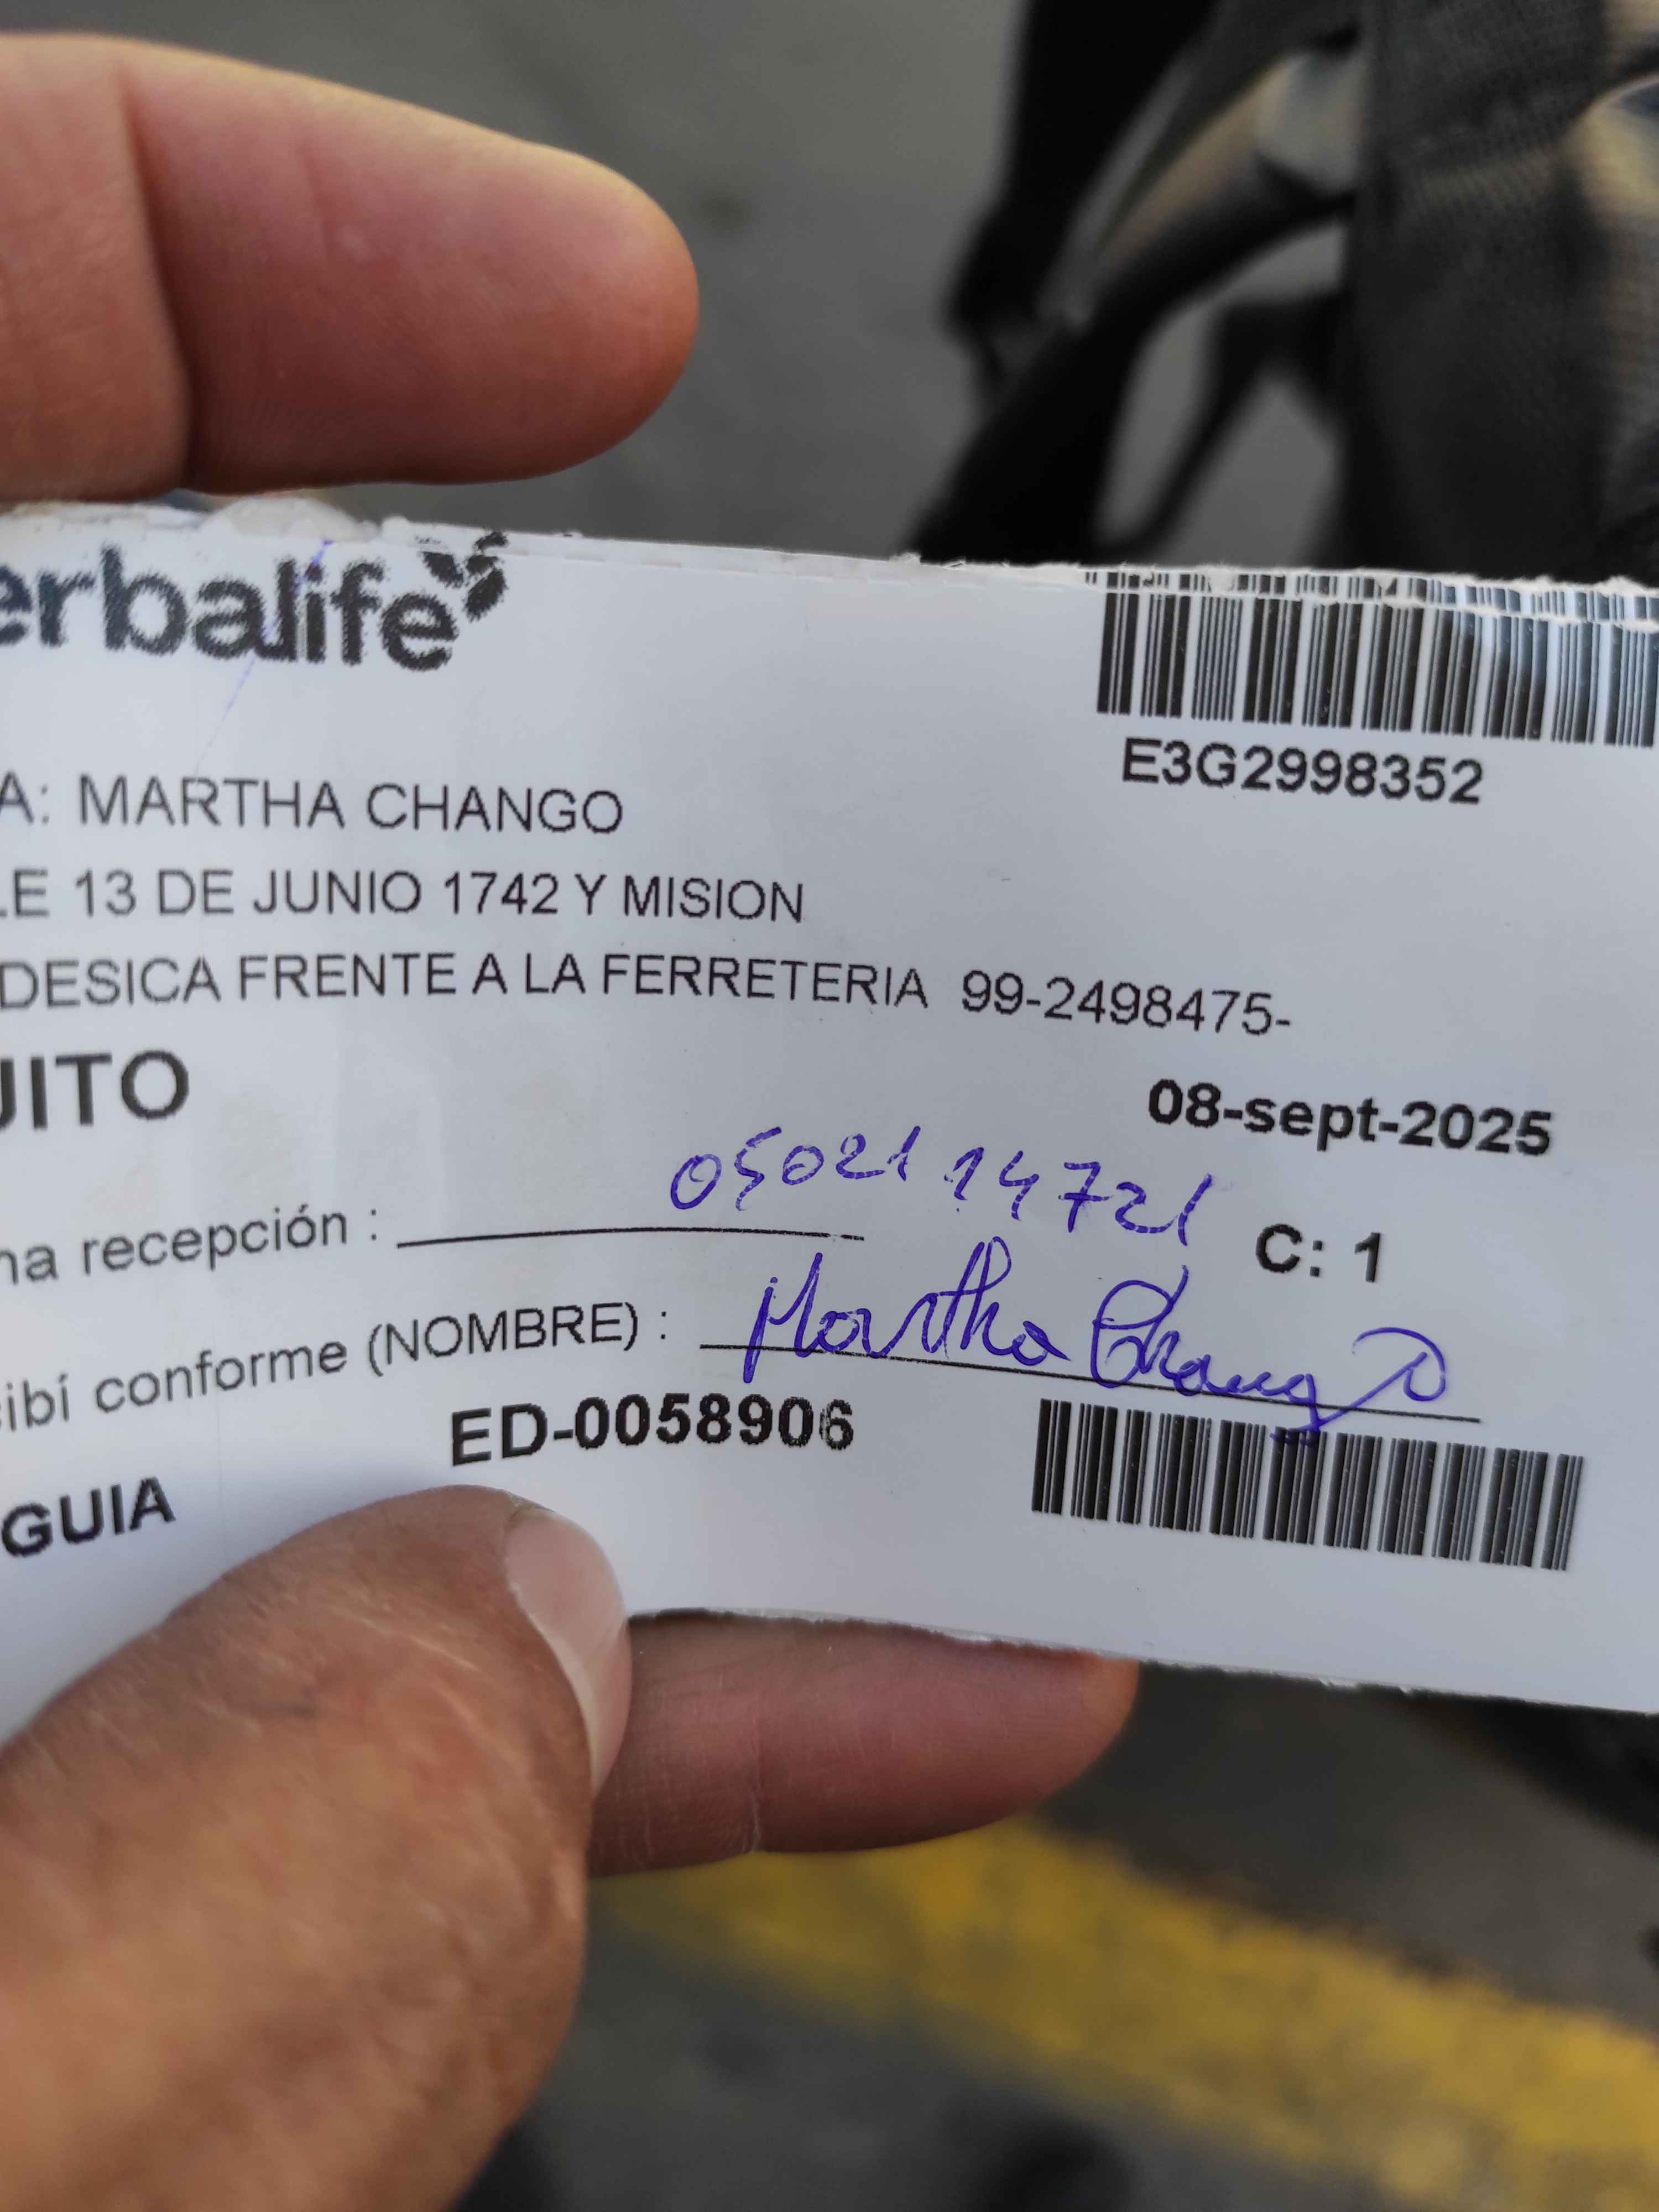 erbalife
E3G2998352
A: MARTHA CHANGO
LE 13 DE JUNIO 1742 Y MISION
DESICA FRENTE A LA FERRETERIA 99-2498475-
UITO
08-sept-2025
0502114721
na recepción :
C: 1
cibí conforme (NOMBRE) : Martha Chango
ED-0058906
GUIA